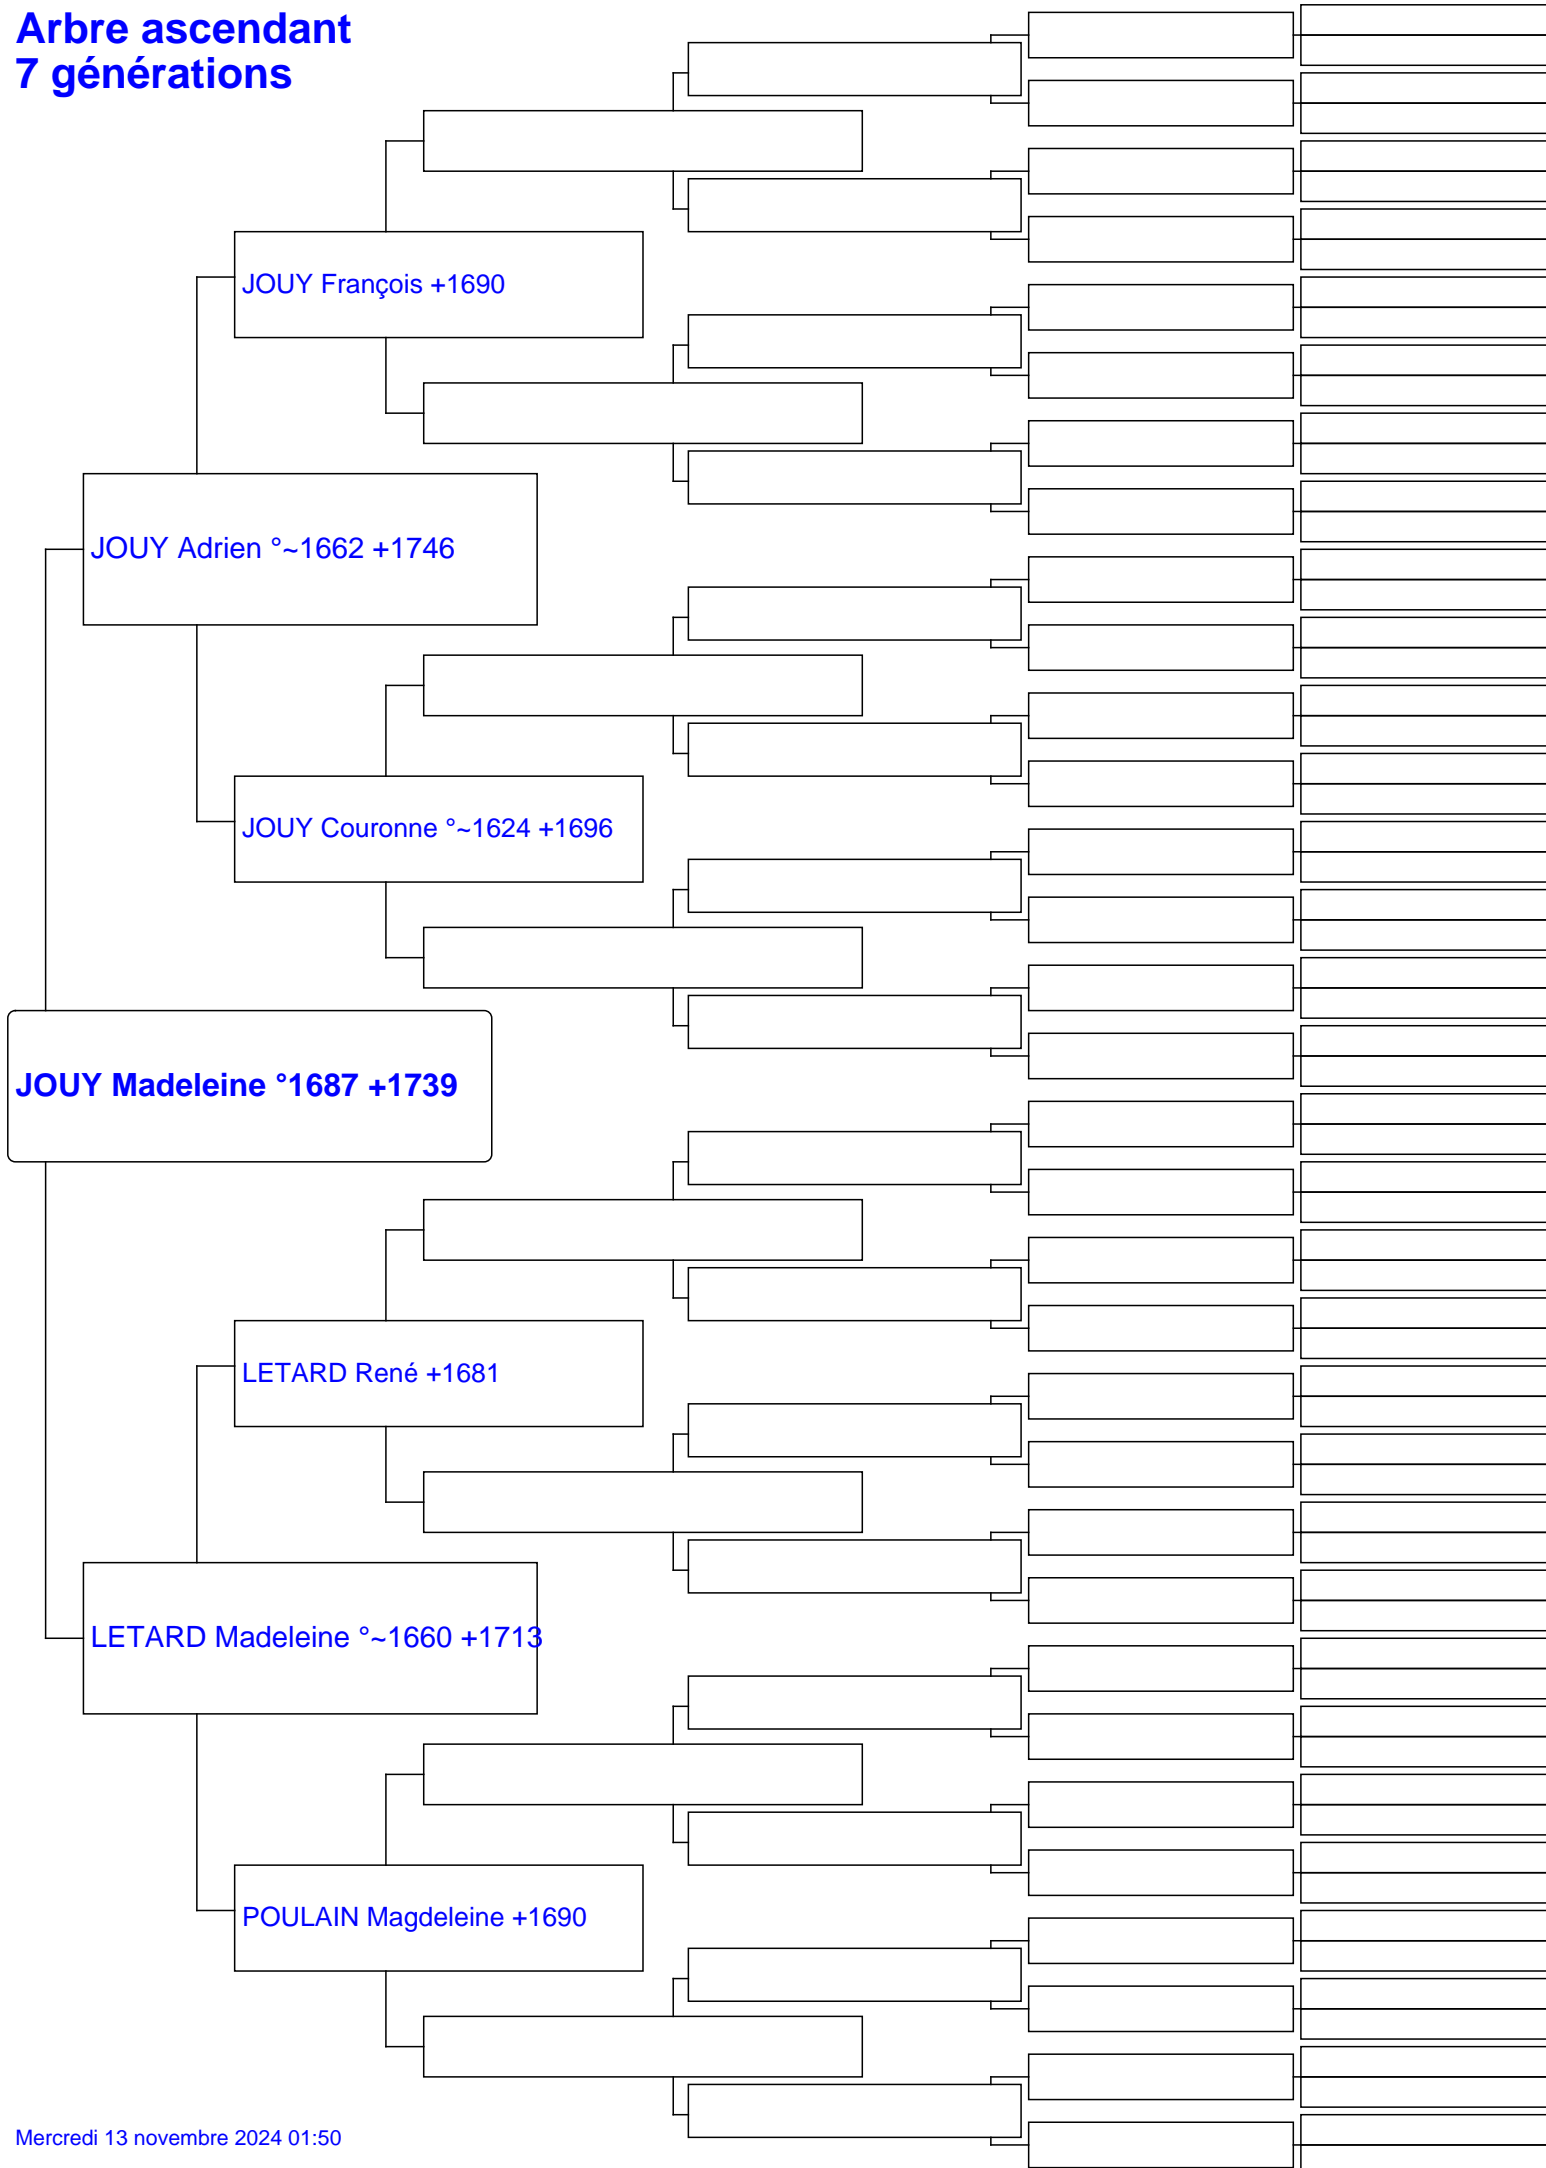 Arbre ascendant
7 générations
JOUY François +1690
JOUY Adrien °~1662 +1746
JOUY Couronne °~1624 +1696
JOUY Madeleine °1687 +1739
LETARD René +1681
LETARD Madeleine °~1660 +1713
POULAIN Magdeleine +1690
Mercredi 13 novembre 2024 01:50